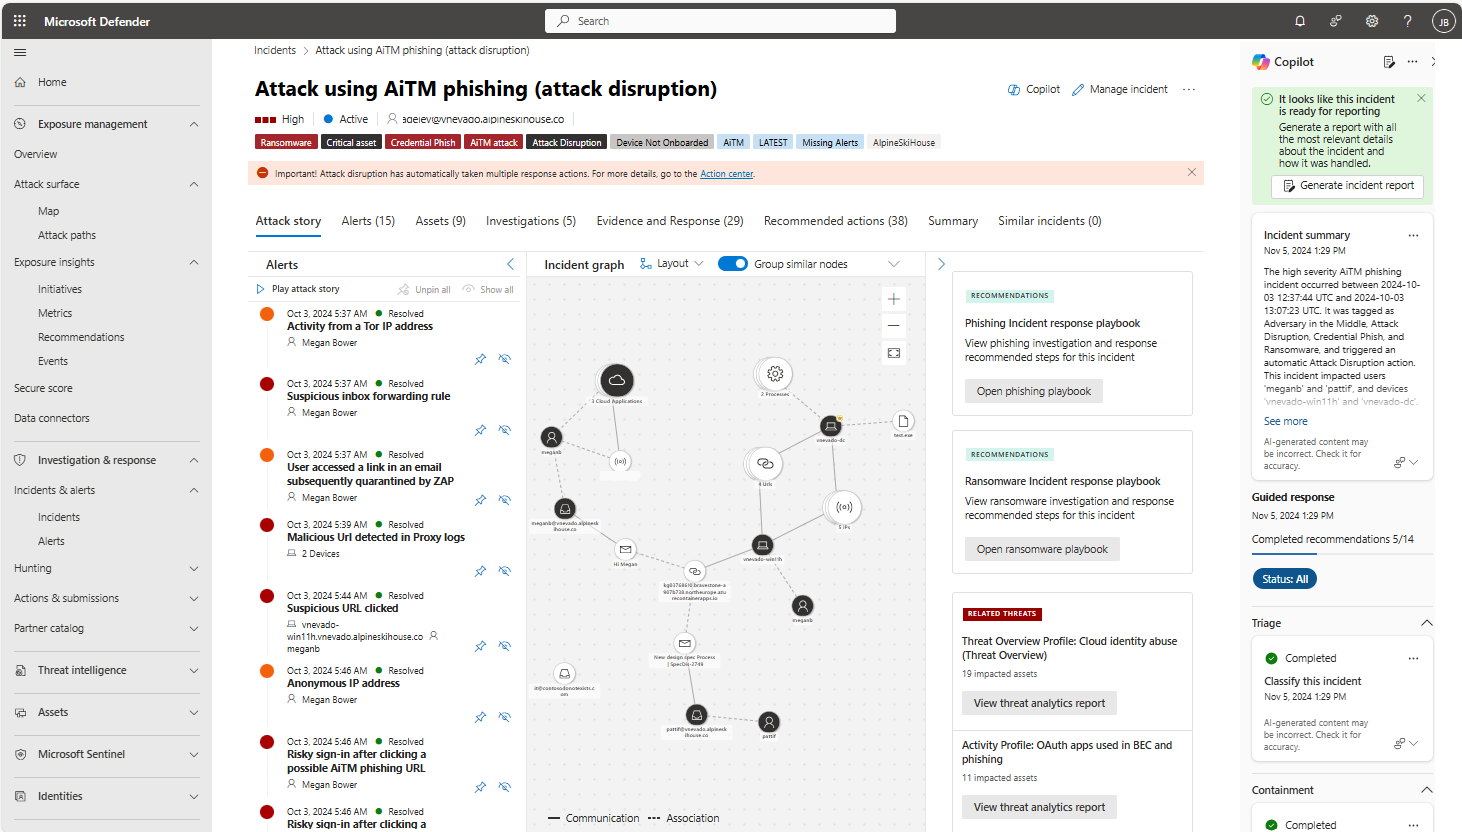 Microsoft Defender
Search
JB
Home
Exposure management
Overview
Attack surface
Map
Attack paths
Exposure insights
Initiatives
Metrics
Recommendations
Events
Secure score
Data connectors
Investigation & response
Incidents & alerts
Incidents
Alerts
Hunting
Actions & submissions
Partner catalog
Threat intelligence
Assets
Microsoft Sentinel
Identities
Incidents > Attack using AiTM phishing (attack disruption)
Attack using AiTM phishing (attack disruption)
Copilot
Manage incident
High
Active
Ransomware
Critical asset
Credential Phish
AiTM attack
Attack Disruption
Device Not Onboarded
AiTM
LATEST
Missing Alerts
AlpineSkiHouse
Important! Attack disruption has automatically taken multiple response actions. For more details, go to the Action center.
Attack story
Alerts (15)
Assets (9)
Investigations (5)
Evidence and Response (29)
Recommended actions (38)
Summary
Similar incidents (0)
Alerts
Play attack story
Unpin all
Show all
Oct 3, 2024 5:37 AM Resolved
Activity from a Tor IP address
Megan Bower
Oct 3, 2024 5:37 AM Resolved
Suspicious inbox forwarding rule
Megan Bower
Oct 3, 2024 5:37 AM Resolved
User accessed a link in an email
subsequently quarantined by ZAP
Megan Bower
Oct 3, 2024 5:39 AM Resolved
Malicious Url detected in Proxy logs
2 Devices
Oct 3, 2024 5:44 AM Resolved
Suspicious URL clicked
vnevado-
win11h.vnevado.alpineskihouse.co
meganb
Oct 3, 2024 5:46 AM Resolved
Anonymous IP address
Megan Bower
Oct 3, 2024 5:46 AM Resolved
Risky sign-in after clicking a
possible AiTM phishing URL
Megan Bower
Oct 3, 2024 5:46 AM Resolved
Risky sign-in after clicking a
Incident graph
Layout
Group similar nodes
3 Cloud Applications
2 Processes
meganb
vnevado-dc
test.exe
4 Urls
meganb@vnevado.alpinesk
ihouse.co
5 IPs
Hi Megan
vnevado-win11h
meganb
New design spec Process
| SpecDis-2749
it@contosodonotexists.c
om
pattif@vnevado.alpinesk
ihouse.co
pattif
Communication
Association
RECOMMENDATIONS
Phishing Incident response playbook
View phishing investigation and response
recommended steps for this incident
Open phishing playbook
RECOMMENDATIONS
Ransomware Incident response playbook
View ransomware investigation and response
recommended steps for this incident
Open ransomware playbook
RELATED THREATS
Threat Overview Profile: Cloud identity abuse
(Threat Overview)
19 impacted assets
View threat analytics report
Activity Profile: OAuth apps used in BEC and
phishing
11 impacted assets
View threat analytics report
Copilot
It looks like this incident
is ready for reporting
Generate a report with all
the most relevant details
about the incident and
how it was handled.
Generate incident report
Incident summary
Nov 5, 2024 1:29 PM
The high severity AiTM phishing
incident occurred between 2024-10-
03 12:37:44 UTC and 2024-10-03
13:07:23 UTC. It was tagged as
Adversary in the Middle, Attack
Disruption, Credential Phish, and
Ransomware, and triggered an
automatic Attack Disruption action.
This incident impacted users
'meganb' and 'pattif', and devices
'vnevado-win11h' and 'vnevado-dc'.
See more
AI-generated content may
be incorrect. Check it for
accuracy.
Guided response
Nov 5, 2024 1:29 PM
Completed recommendations 5/14
Status: All
Triage
Completed
Classify this incident
Nov 5, 2024 1:29 PM
AI-generated content may
be incorrect. Check it for
accuracy.
Containment
Completed